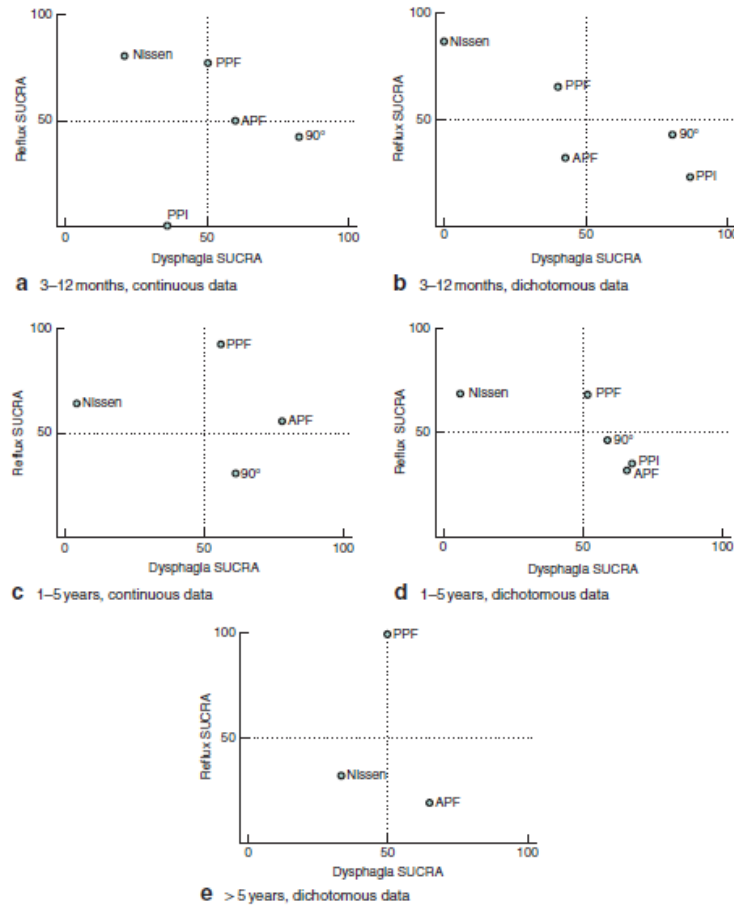 100
Nissen
PPF
50
APF
90°
PPI
0
50
100
Reflux SUCRA
Dysphagia SUCRA
a 3–12 months, continuous data
100
Nissen
PPF
50
90°
APF
PPI
0
50
100
Reflux SUCRA
Dysphagia SUCRA
b 3–12 months, dichotomous data
100
PPF
Nissen
APF
50
90°
0
50
100
Reflux SUCRA
Dysphagia SUCRA
c 1–5 years, continuous data
100
Nissen
PPF
50
90°
PPI
APF
0
50
100
Reflux SUCRA
Dysphagia SUCRA
d 1–5 years, dichotomous data
100
PPF
50
Nissen
APF
0
50
100
Reflux SUCRA
Dysphagia SUCRA
e > 5 years, dichotomous data